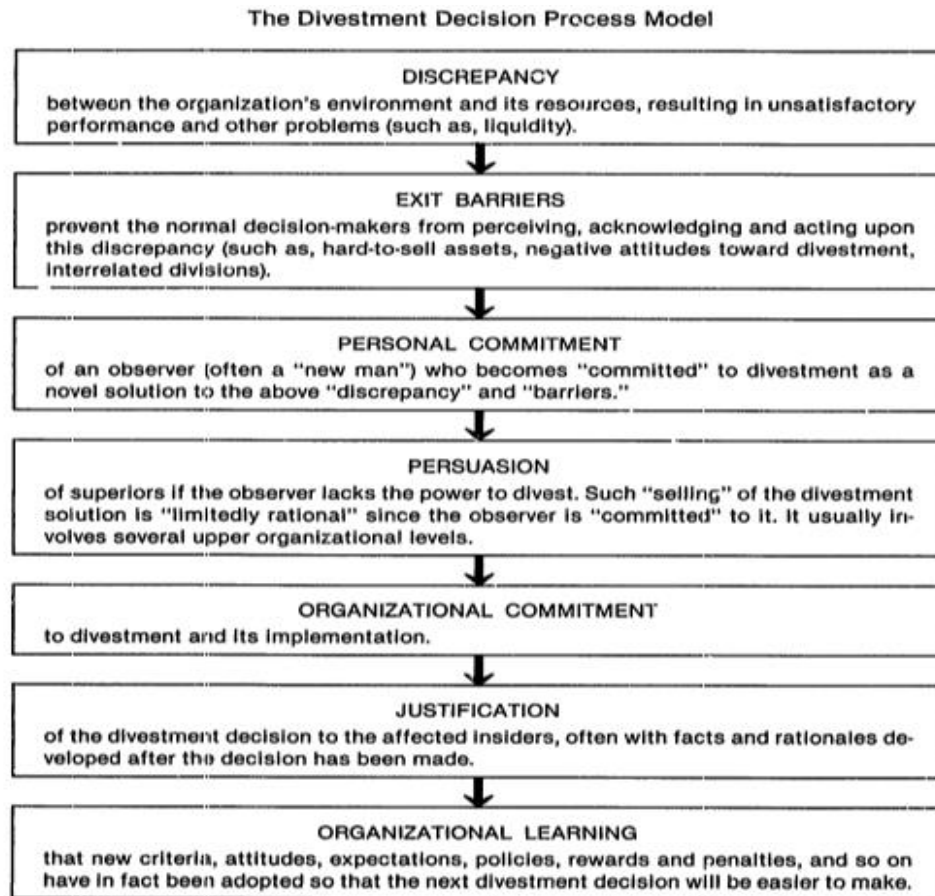 The Divestment Decision Process Model
DISCREPANCY
between the organization's environment and its resources, resulting in unsatisfactory
performance and other problems (such as, liquidity).
EXIT BARRIERS
prevent the normal decision-makers from perceiving, acknowledging and acting upon
this discrepancy (such as, hard-to-sell assets, negative attitudes toward divestment,
interrelated divisions).
PERSONAL COMMITMENT
of an observer (often a "new man") who becomes "committed" to divestment as a
novel solution to the above "discrepancy" and "barriers."
PERSUASION
of superiors if the observer lacks the power to divest. Such "selling" of the divestment
solution is "limitedly rational" since the observer is "committed" to it. It usually in-
volves several upper organizational levels.
ORGANIZATIONAL COMMITMENT
to divestment and its implementation.
JUSTIFICATION
of the divestment decision to the affected insiders, often with facts and rationales de-
veloped after the decision has been made.
ORGANIZATIONAL LEARNING
that new criteria, attitudes, expectations, policies, rewards and penalties, and so on
have in fact been adopted so that the next divestment decision will be easier to make.